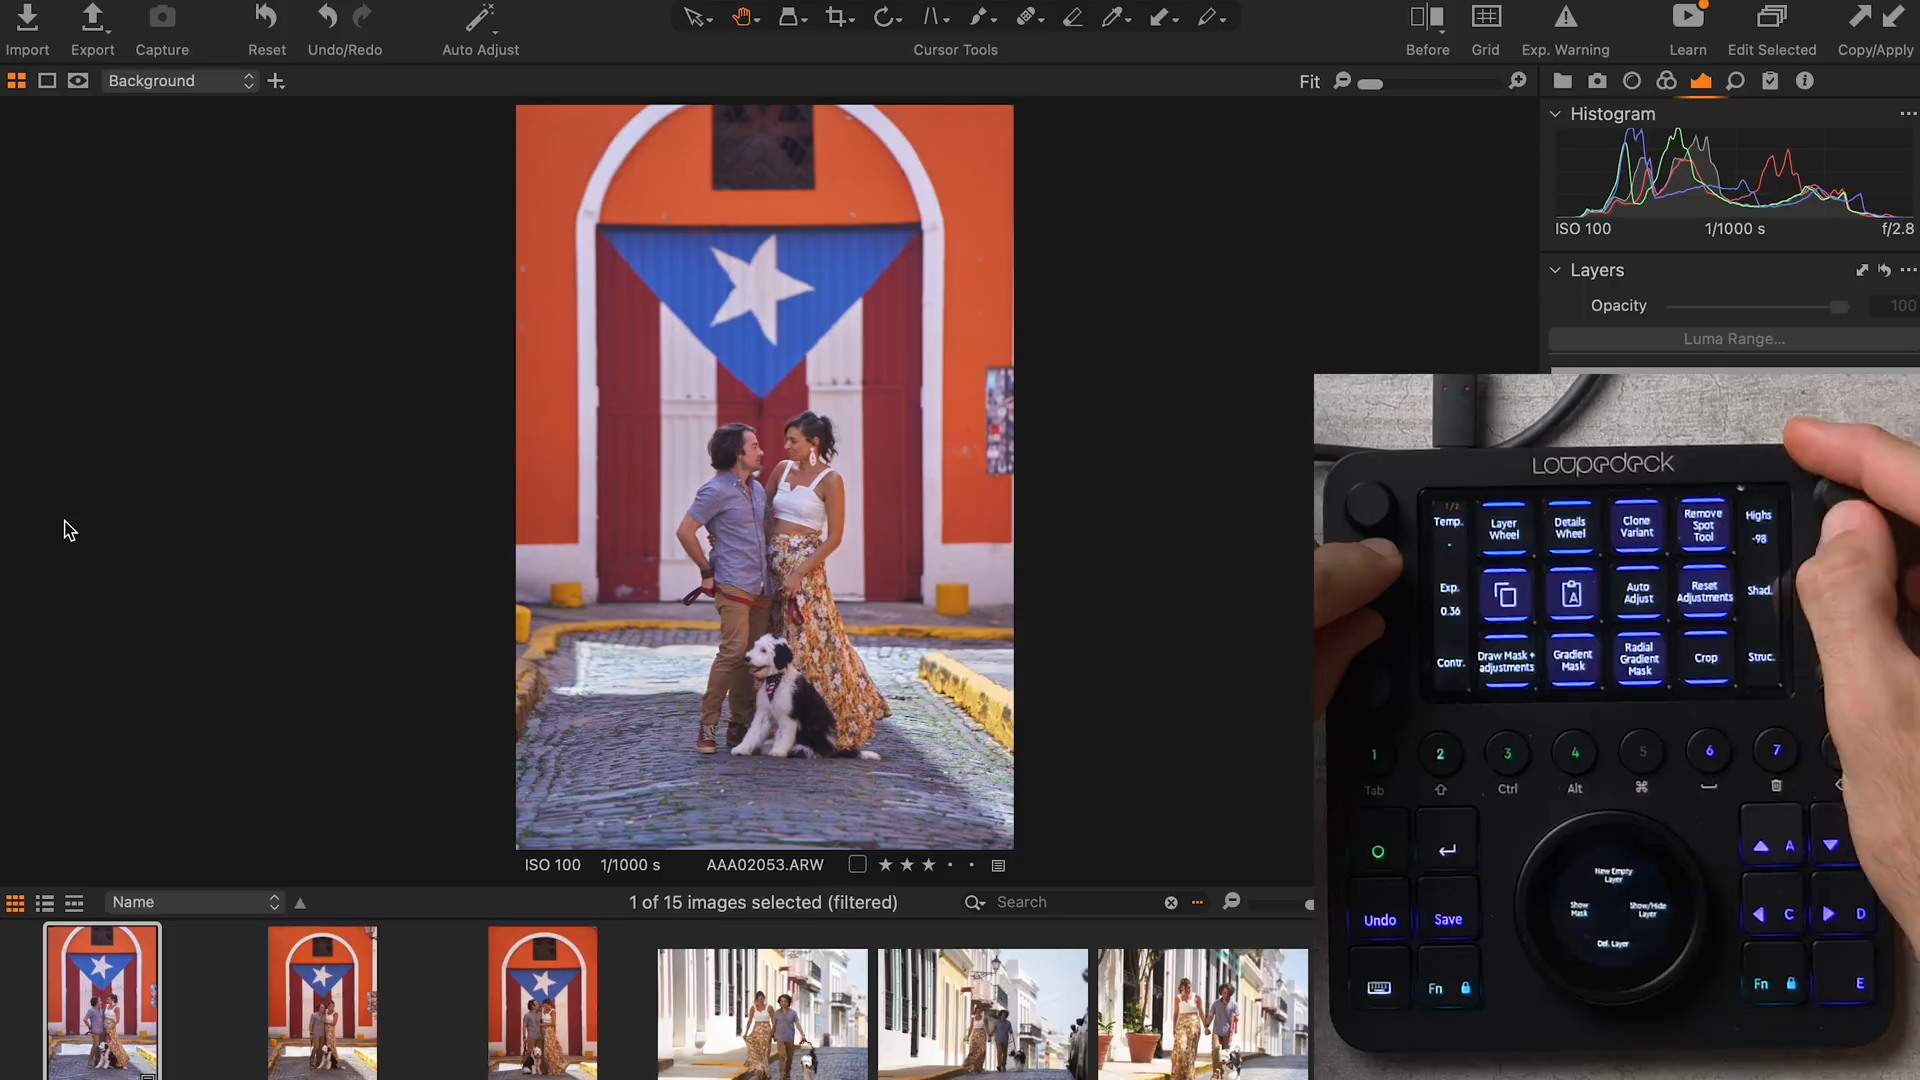 Import
Export
Capture
Reset
Undo/Redo
Auto Adjust
Cursor Tools
Before
Grid
Exp. Warning
Learn
Edit Selected
Copy/Apply
Background
Fit
Histogram
ISO 100
1/1000 s
f/2.8
Layers
Opacity
100
Luma Range...
loupedeck
1/2
Temp.
-
Layer
Wheel
Details
Wheel
Clone
Variant
Remove
Spot
Tool
Highs
-98
Exp.
0.36
A
Auto
Adjust
Reset
Adjustments
Shad.
Contr.
Draw Mask +
adjustments
Gradient
Mask
Radial
Gradient
Mask
Crop
Struc.
1
2
3
4
5
6
7
Tab
Ctrl
Alt
A
Undo
Save
C
D
Fn
Fn
E
New Empty
Layer
Show
Mask
Show/Hide
Layer
Del. Layer
ISO 100
1/1000 s
AAA02053.ARW
Name
1 of 15 images selected (filtered)
Search